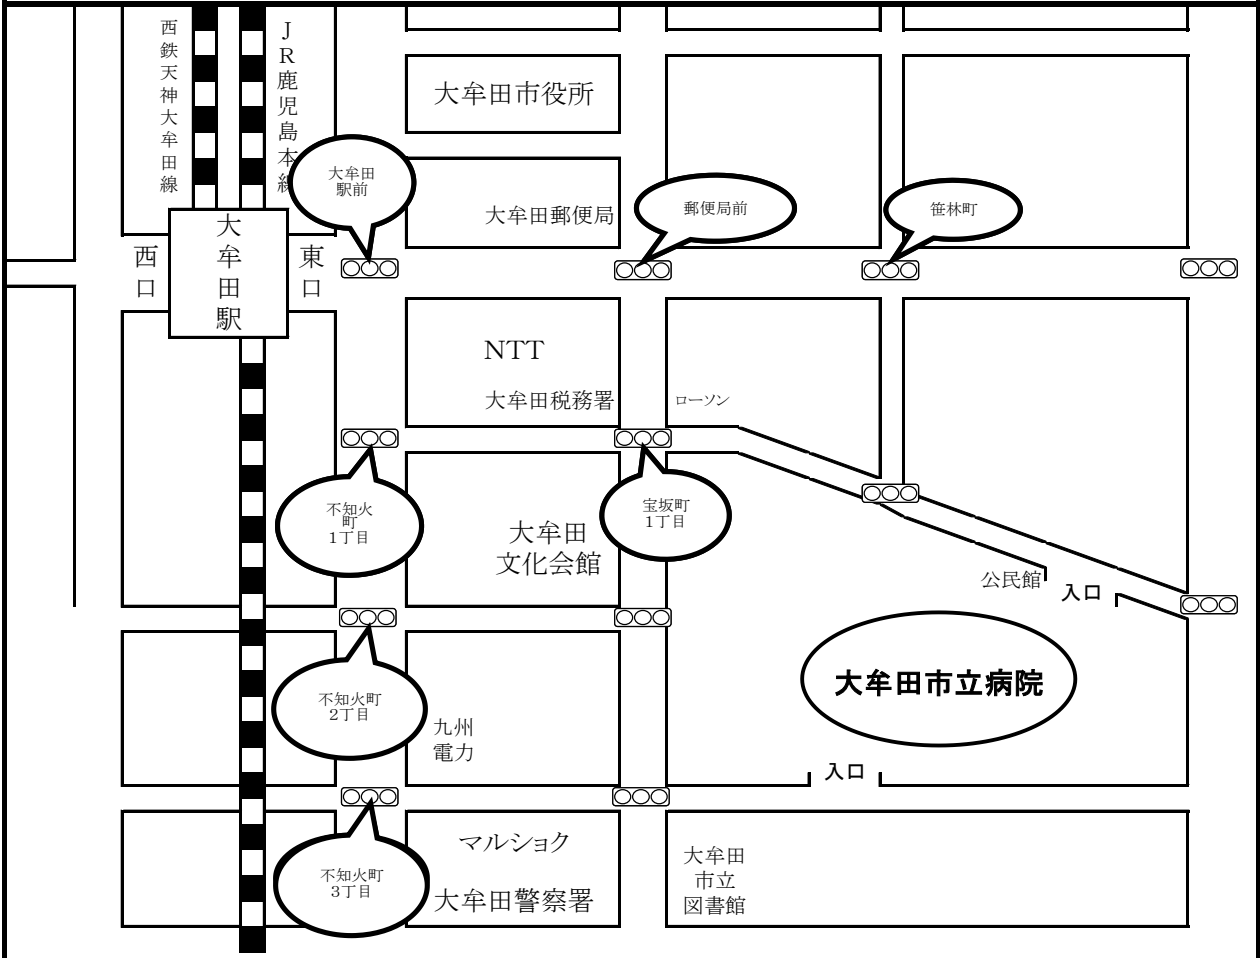 西鉄天神大牟田線
JR鹿児島本線
大牟田市役所
大牟田
駅前
大牟田郵便局
郵便局前
笹林町
西口
大牟田駅
東口
NTT
大牟田税務署
ローソン
不知火
町
1丁目
大牟田
文化会館
宝坂町
1丁目
公民館
入口
大牟田市立病院
不知火町
2丁目
九州
電力
入口
不知火町
3丁目
マルショク
大牟田警察署
大牟田
市立
図書館